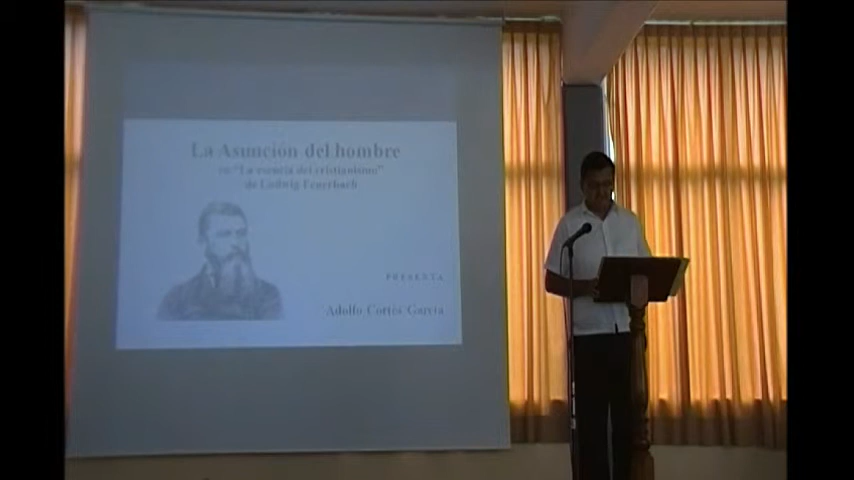 La Asunción del hombre
en "La esencia del cristianismo"
de Ludwig Feuerbach
PRESENTA
Adolfo Cortés García